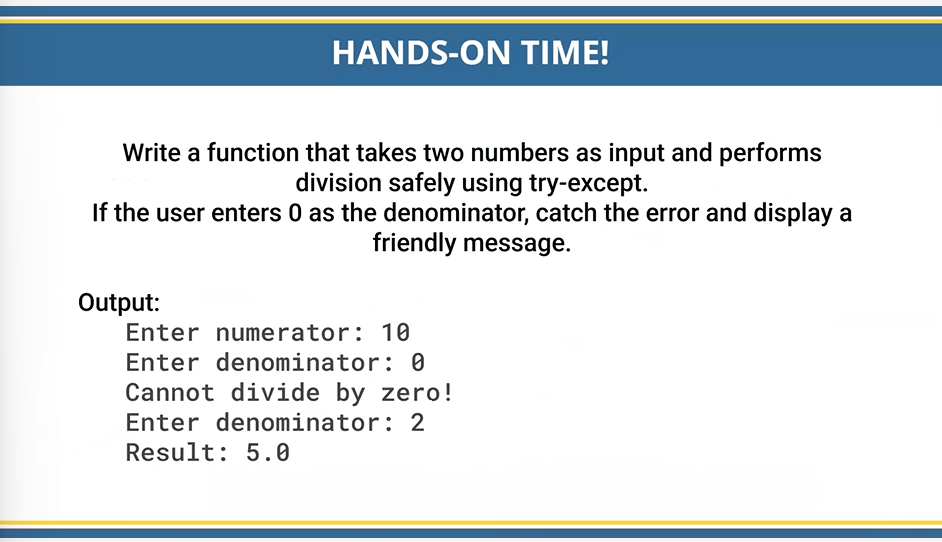 HANDS-ON TIME!
Write a function that takes two numbers as input and performs
division safely using try-except.
If the user enters 0 as the denominator, catch the error and display a
friendly message.
Output:
Enter numerator: 10
Enter denominator: 0
Cannot divide by zero!
Enter denominator: 2
Result: 5.0